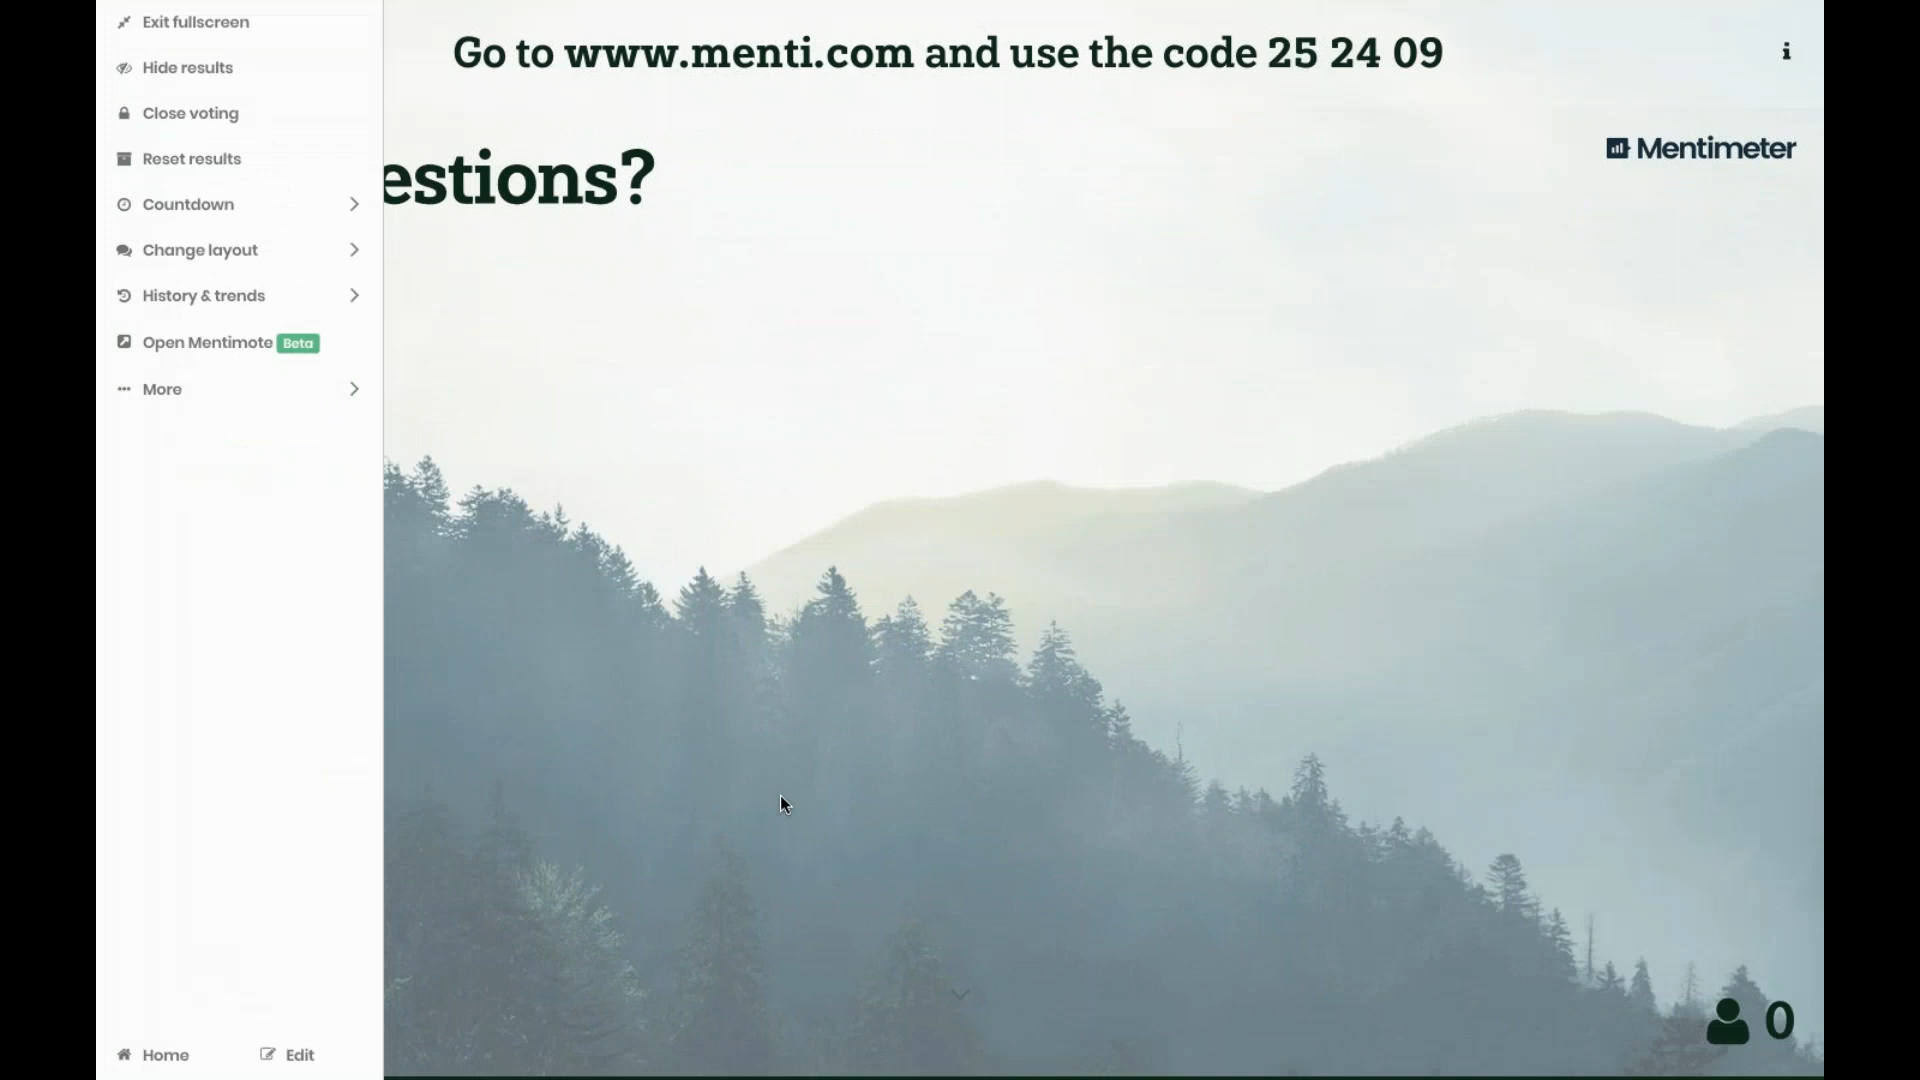 Exit fullscreen
Hide results
Close voting
Reset results
Countdown
Change layout
History & trends
Open Mentimote Beta
More
Home
Edit
Go to www.menti.com and use the code 25 24 09
Mentimeter
estions?
0